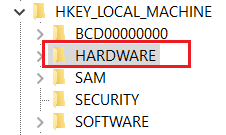 HKEY_LOCAL_MACHINE
BCD00000000
HARDWARE
SAM
SECURITY
SOFTWARE